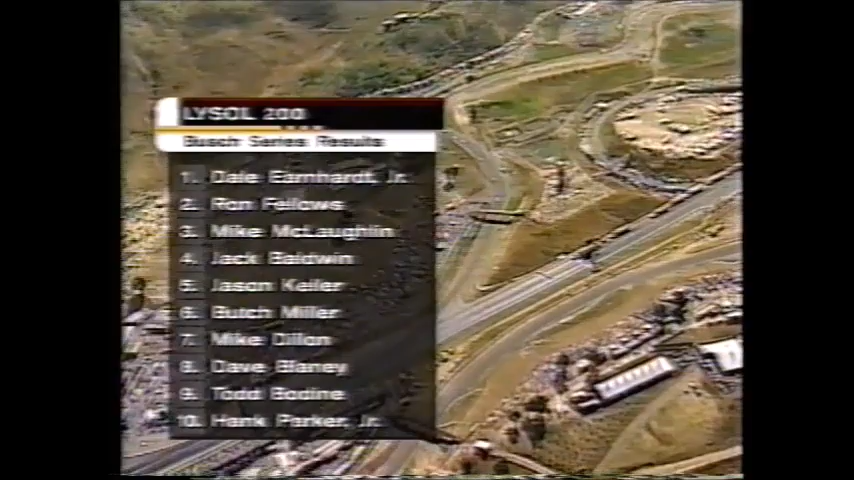 LYSOL 200
Busch Series Results
1. Dale Earnhardt, Jr.
2. Ron Fellows
3. Mike McLaughlin
4. Jack Baldwin
5. Jason Keller
6. Butch Miller
7. Mike Dillon
8. Dave Blaney
9. Todd Bodine
10. Hank Parker, Jr.